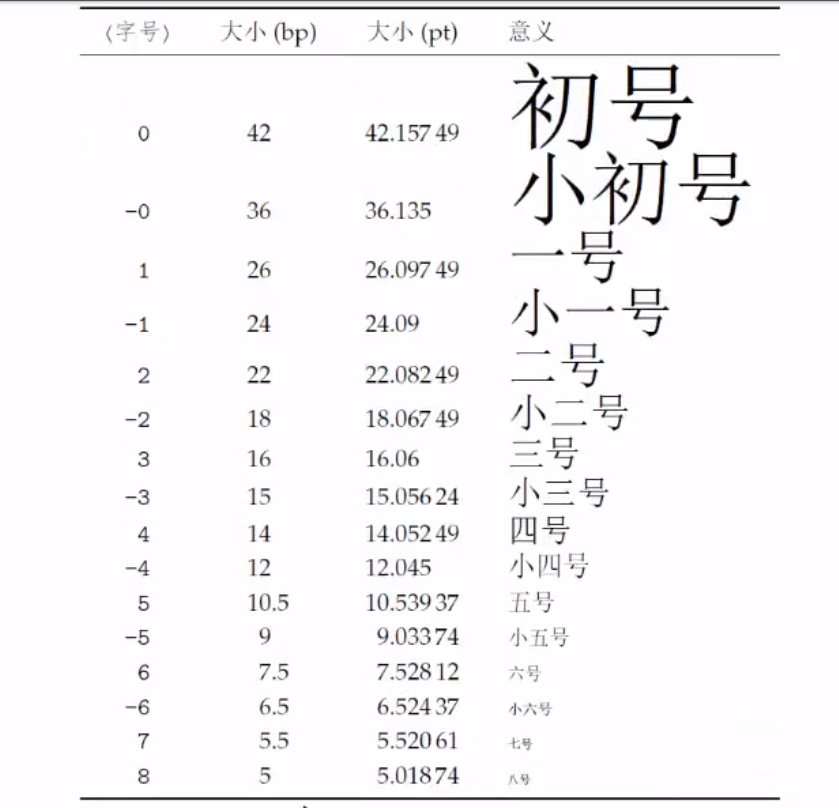 〈字号〉 大小 (bp) 大小 (pt) 意义
0 42 42.157 49 初号
-0 36 36.135 小初号
1 26 26.097 49 一号
-1 24 24.09 小一号
2 22 22.082 49 二号
-2 18 18.067 49 小二号
3 16 16.06 三号
-3 15 15.056 24 小三号
4 14 14.052 49 四号
-4 12 12.045 小四号
5 10.5 10.539 37 五号
-5 9 9.033 74 小五号
6 7.5 7.528 12 六号
-6 6.5 6.524 37 小六号
7 5.5 5.520 61 七号
8 5 5.018 74 八号